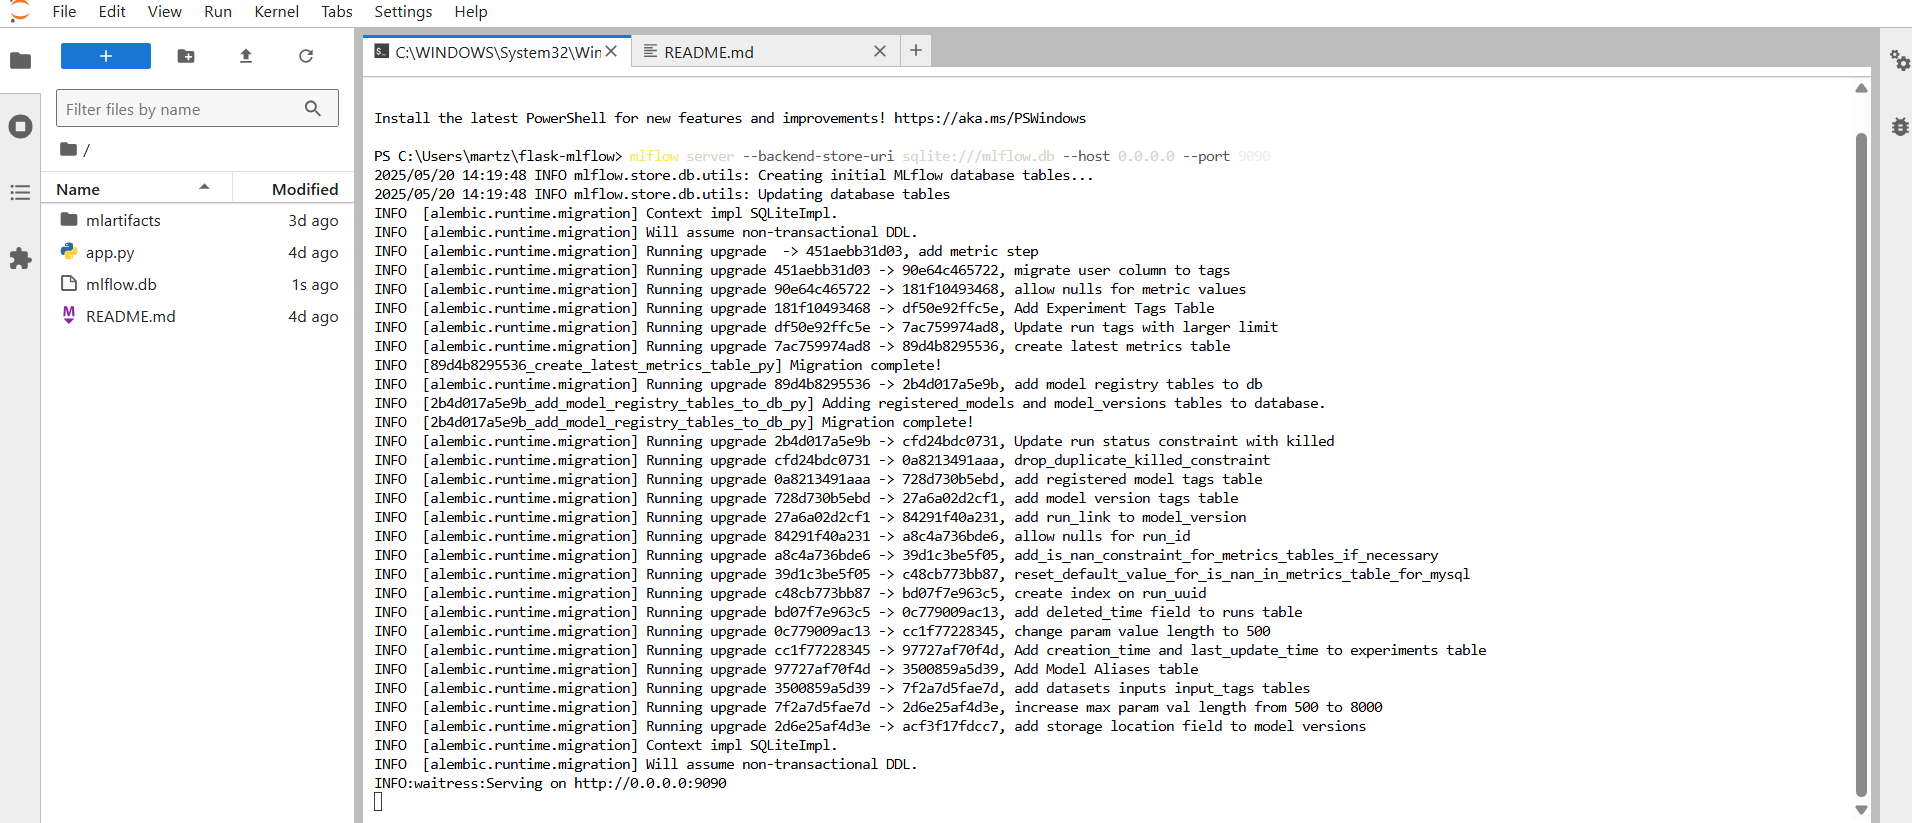 File Edit View Run Kernel Tabs Settings Help
C:\WINDOWS\System32\Win
README.md
Filter files by name
/
Name Modified
mlartifacts 3d ago
app.py 4d ago
mlflow.db 1s ago
README.md 4d ago
Install the latest PowerShell for new features and improvements! https://aka.ms/PSWindows
PS C:\Users\martz\flask-mlflow> mlflow server --backend-store-uri sqlite:///mlflow.db --host 0.0.0.0 --port 9090
2025/05/20 14:19:48 INFO mlflow.store.db.utils: Creating initial MLflow database tables...
2025/05/20 14:19:48 INFO mlflow.store.db.utils: Updating database tables
INFO  [alembic.runtime.migration] Context impl SQLiteImpl.
INFO  [alembic.runtime.migration] Will assume non-transactional DDL.
INFO  [alembic.runtime.migration] Running upgrade  -> 451aebb31d03, add metric step
INFO  [alembic.runtime.migration] Running upgrade 451aebb31d03 -> 90e64c465722, migrate user column to tags
INFO  [alembic.runtime.migration] Running upgrade 90e64c465722 -> 181f10493468, allow nulls for metric values
INFO  [alembic.runtime.migration] Running upgrade 181f10493468 -> df50e92ffc5e, Add Experiment Tags Table
INFO  [alembic.runtime.migration] Running upgrade df50e92ffc5e -> 7ac759974ad8, Update run tags with larger limit
INFO  [alembic.runtime.migration] Running upgrade 7ac759974ad8 -> 89d4b8295536, create latest metrics table
INFO  [89d4b8295536_create_latest_metrics_table_py] Migration complete!
INFO  [alembic.runtime.migration] Running upgrade 89d4b8295536 -> 2b4d017a5e9b, add model registry tables to db
INFO  [2b4d017a5e9b_add_model_registry_tables_to_db_py] Adding registered_models and model_versions tables to database.
INFO  [2b4d017a5e9b_add_model_registry_tables_to_db_py] Migration complete!
INFO  [alembic.runtime.migration] Running upgrade 2b4d017a5e9b -> cfd24bdc0731, Update run status constraint with killed
INFO  [alembic.runtime.migration] Running upgrade cfd24bdc0731 -> 0a8213491aaa, drop_duplicate_killed_constraint
INFO  [alembic.runtime.migration] Running upgrade 0a8213491aaa -> 728d730b5ebd, add registered model tags table
INFO  [alembic.runtime.migration] Running upgrade 728d730b5ebd -> 27a6a02d2cf1, add model version tags table
INFO  [alembic.runtime.migration] Running upgrade 27a6a02d2cf1 -> 84291f40a231, add run_link to model_version
INFO  [alembic.runtime.migration] Running upgrade 84291f40a231 -> a8c4a736bde6, allow nulls for run_id
INFO  [alembic.runtime.migration] Running upgrade a8c4a736bde6 -> 39d1c3be5f05, add_is_nan_constraint_for_metrics_tables_if_necessary
INFO  [alembic.runtime.migration] Running upgrade 39d1c3be5f05 -> c48cb773bb87, reset_default_value_for_is_nan_in_metrics_table_for_mysql
INFO  [alembic.runtime.migration] Running upgrade c48cb773bb87 -> bd07f7e963c5, create index on run_uuid
INFO  [alembic.runtime.migration] Running upgrade bd07f7e963c5 -> 0c779009ac13, add deleted_time field to runs table
INFO  [alembic.runtime.migration] Running upgrade 0c779009ac13 -> cc1f77228345, change param value length to 500
INFO  [alembic.runtime.migration] Running upgrade cc1f77228345 -> 97727af70f4d, Add creation_time and last_update_time to experiments table
INFO  [alembic.runtime.migration] Running upgrade 97727af70f4d -> 3500859a5d39, Add Model Aliases table
INFO  [alembic.runtime.migration] Running upgrade 3500859a5d39 -> 7f2a7d5fae7d, add datasets inputs input_tags tables
INFO  [alembic.runtime.migration] Running upgrade 7f2a7d5fae7d -> 2d6e25af4d3e, increase max param val length from 500 to 8000
INFO  [alembic.runtime.migration] Running upgrade 2d6e25af4d3e -> acf3f17fdcc7, add storage location field to model versions
INFO  [alembic.runtime.migration] Context impl SQLiteImpl.
INFO  [alembic.runtime.migration] Will assume non-transactional DDL.
INFO:waitress:Serving on http://0.0.0.0:9090